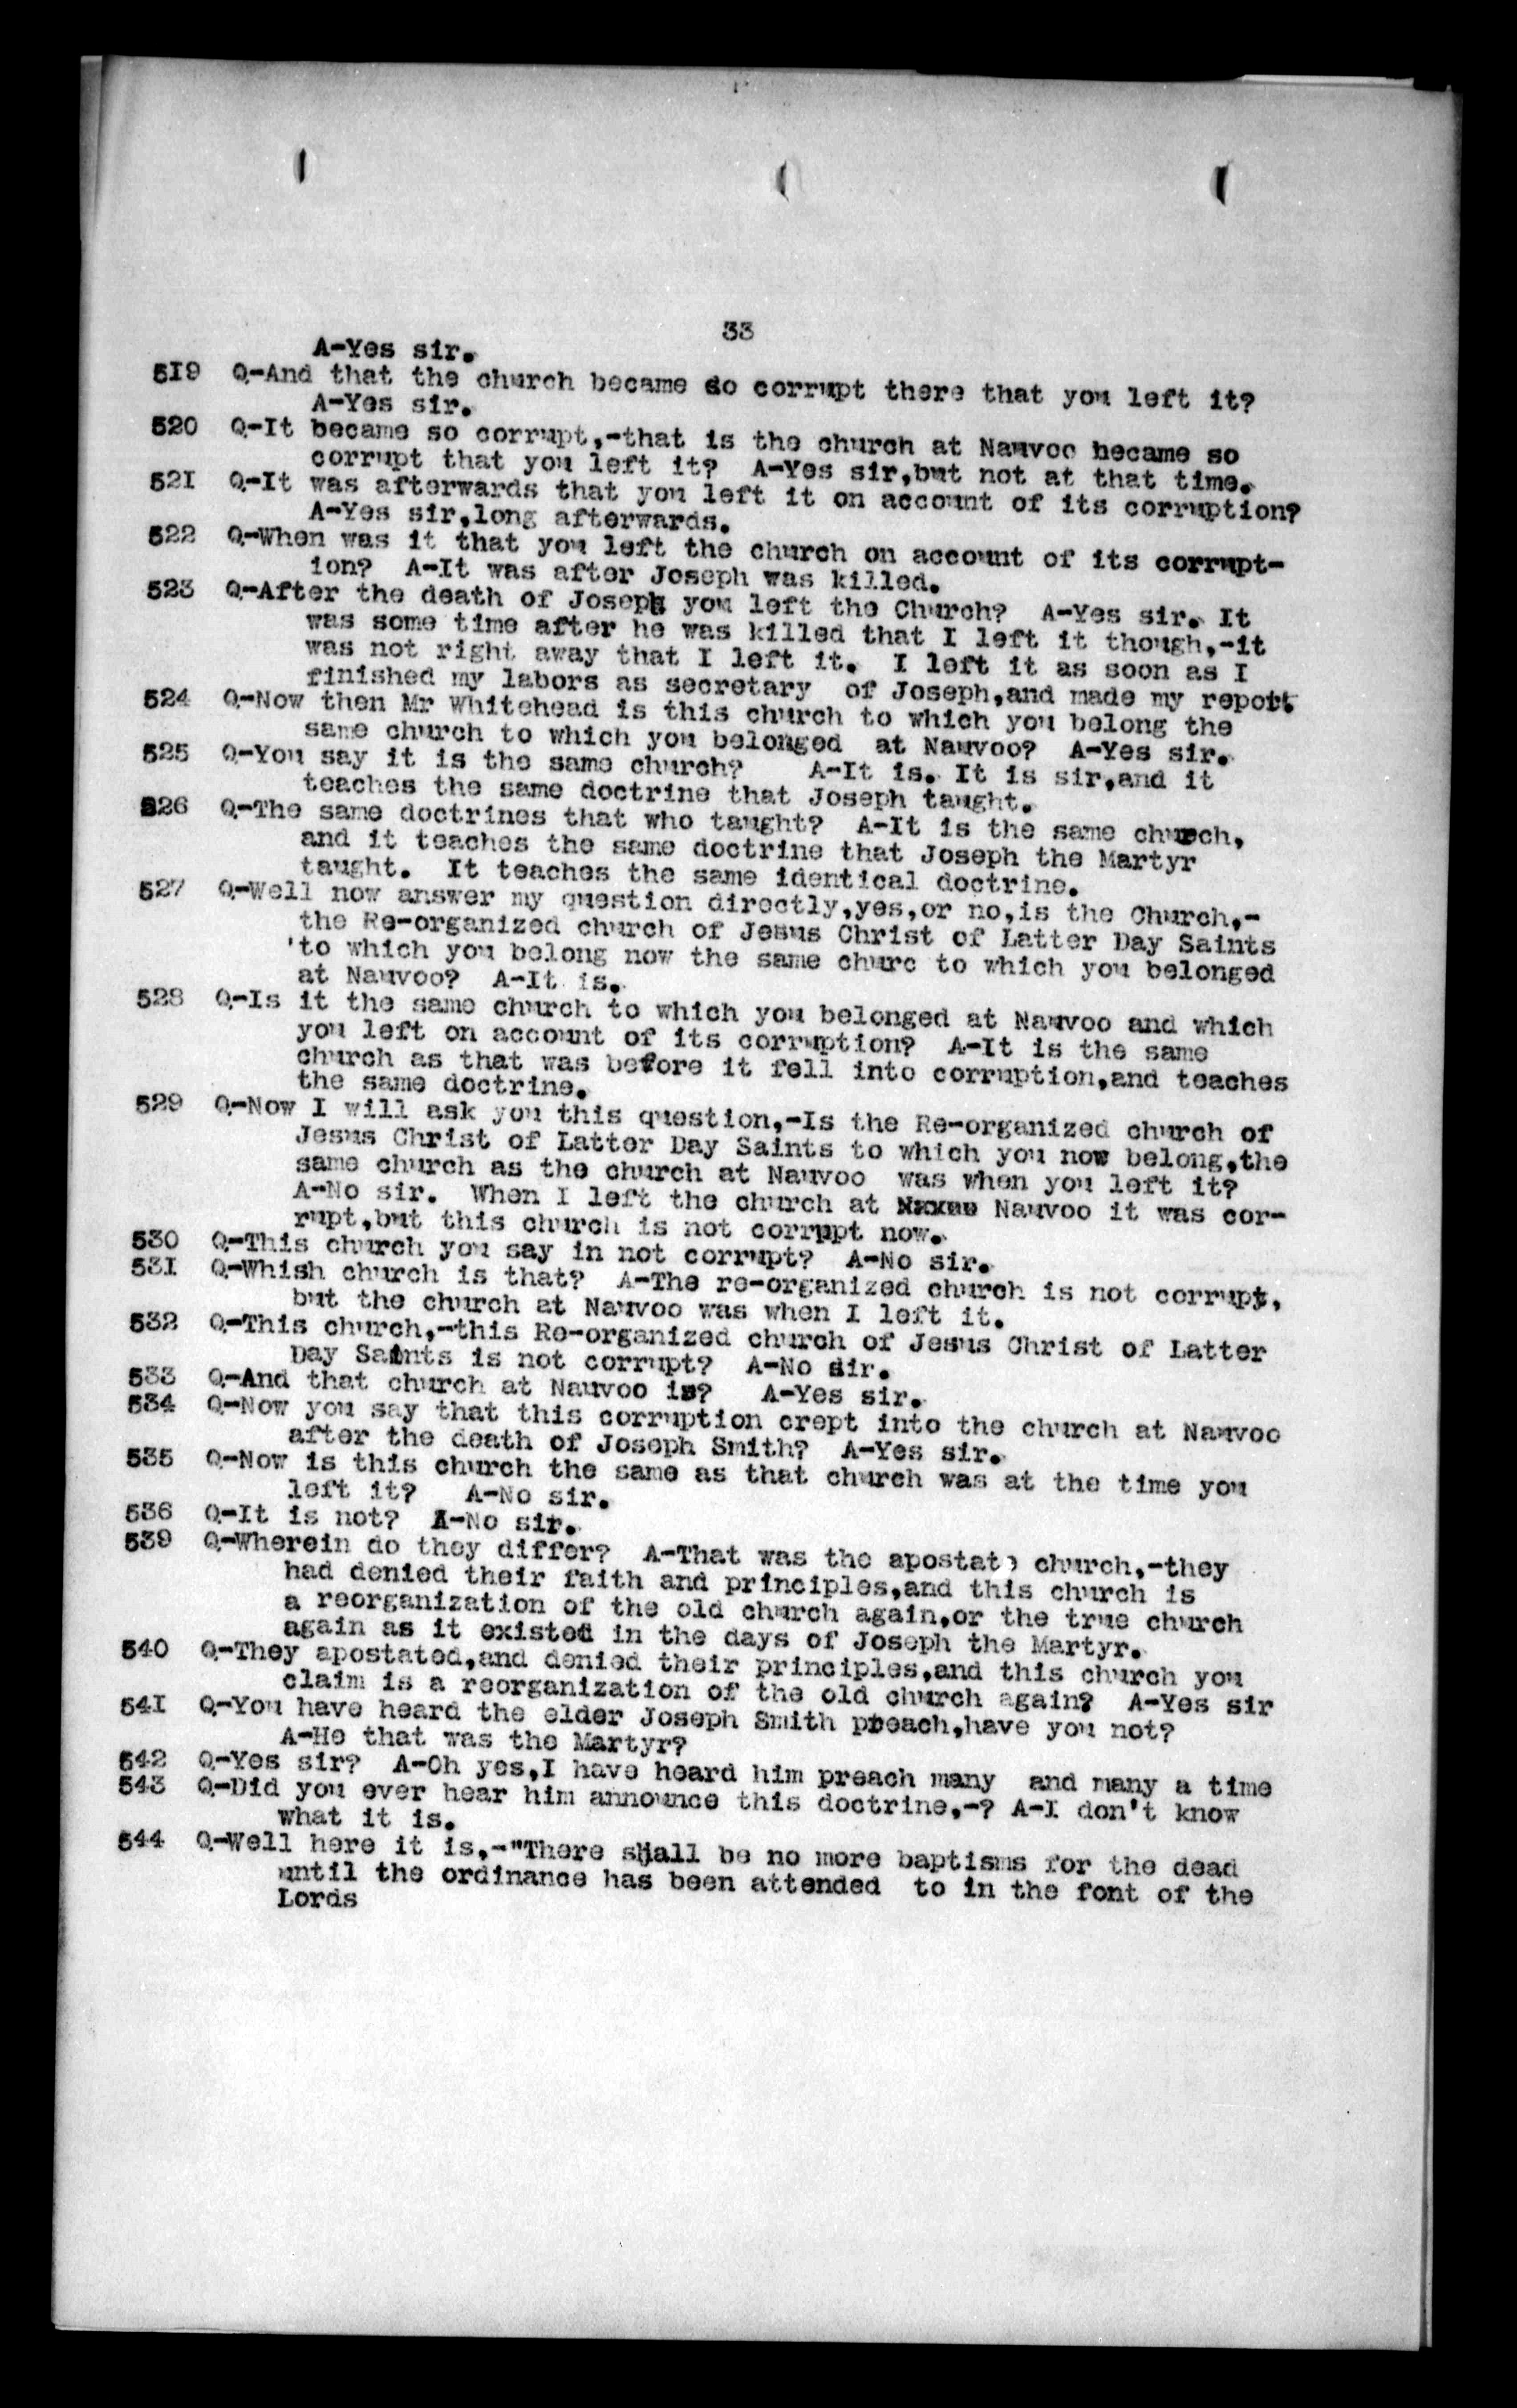 33
A-Yes sir.
519 Q-And that the church became so corrupt there that you left it?
A-Yes sir.
520 Q-It became so corrupt,-that is the church at Nauvoo became so
corrupt that you left it? A-Yes sir,but not at that time.
521 Q-It was afterwards that you left it on account of its corruption?
A-Yes sir,long afterwards.
522 Q-When was it that you left the church on account of its corrupt-
ion? A-It was after Joseph was killed.
523 Q-After the death of Joseph you left the Church? A-Yes sir. It
was some time after he was killed that I left it though,-it
was not right away that I left it. I left it as soon as I
finished my labors as secretary of Joseph,and made my report.
524 Q-Now then Mr Whitehead is this church to which you belong the
same church to which you belonged at Nauvoo? A-Yes sir.
525 Q-You say it is the same church? A-It is. It is sir,and it
teaches the same doctrine that Joseph taught.
526 Q-The same doctrines that who taught? A-It is the same church,
and it teaches the same doctrine that Joseph the Martyr
taught. It teaches the same identical doctrine.
527 Q-Well now answer my question directly,yes,or no,is the Church,-
the Re-organized church of Jesus Christ of Latter Day Saints
'to which you belong now the same churc to which you belonged
at Nauvoo? A-It is.
528 Q-Is it the same church to which you belonged at Nauvoo and which
you left on account of its corruption? A-It is the same
church as that was before it fell into corruption,and teaches
the same doctrine.
529 Q-Now I will ask you this question,-Is the Re-organized church of
Jesus Christ of Latter Day Saints to which you now belong,the
same church as the church at Nauvoo was when you left it?
A-No sir. When I left the church at Nauvoo it was cor-
rupt,but this church is not corrupt now.
530 Q-This church you say in not corrupt? A-No sir.
531 Q-Whish church is that? A-The re-organized church is not corrupt,
but the church at Nauvoo was when I left it.
532 Q-This church,-this Re-organized church of Jesus Christ of Latter
Day Saints is not corrupt? A-No sir.
533 Q-And that church at Nauvoo is? A-Yes sir.
534 Q-Now you say that this corruption crept into the church at Nauvoo
after the death of Joseph Smith? A-Yes sir.
535 Q-Now is this church the same as that church was at the time you
left it? A-No sir.
536 Q-It is not? A-No sir.
539 Q-Wherein do they differ? A-That was the apostate church,-they
had denied their faith and principles,and this church is
a reorganization of the old church again,or the true church
again as it existed in the days of Joseph the Martyr.
540 Q-They apostated,and denied their principles,and this church you
claim is a reorganization of the old church again? A-Yes sir
541 Q-You have heard the elder Joseph Smith preach,have you not?
A-He that was the Martyr?
542 Q-Yes sir? A-Oh yes,I have heard him preach many and many a time
543 Q-Did you ever hear him announce this doctrine,-? A-I don't know
what it is.
544 Q-Well here it is,-"There shall be no more baptisms for the dead
until the ordinance has been attended to in the font of the
Lords